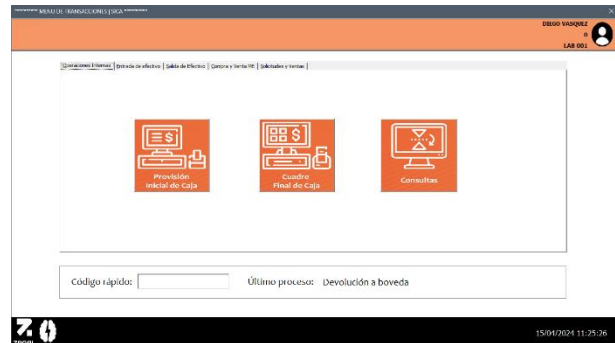 ********** MENU DE TRANSACCIONES | SICA **********
DIEGO VASQUEZ
0
LAB 001
Operaciones Internas | Entrada de efectivo | Salida de Efectivo | Compra y Venta ME | Solicitudes y Ventas
Provisión
Inicial de Caja
Cuadre
Final de Caja
Consultas
Código rápido:
Último proceso: Devolución a boveda
15/04/2024 11:25:26